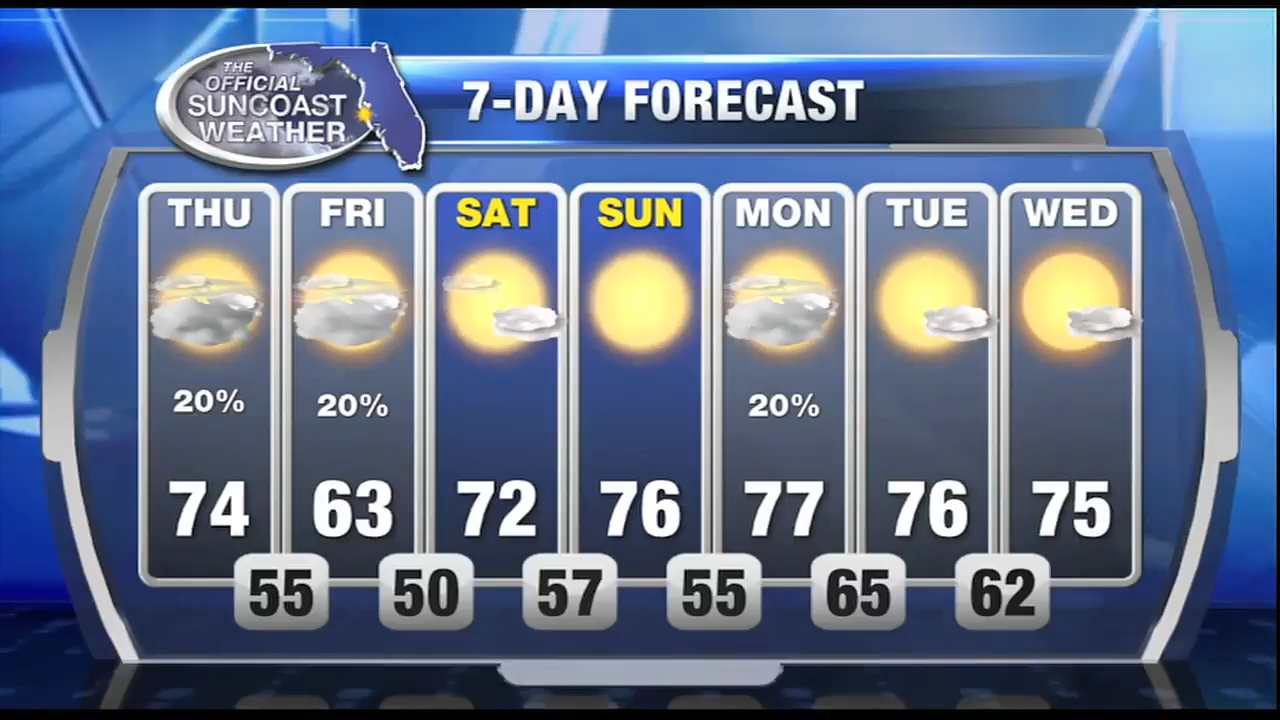 THE
OFFICIAL
SUNCOAST
WEATHER
7-DAY FORECAST
THU FRI SAT SUN MON TUE WED
20% 20% 20%
74 63 72 76 77 76 75
55 50 57 55 65 62